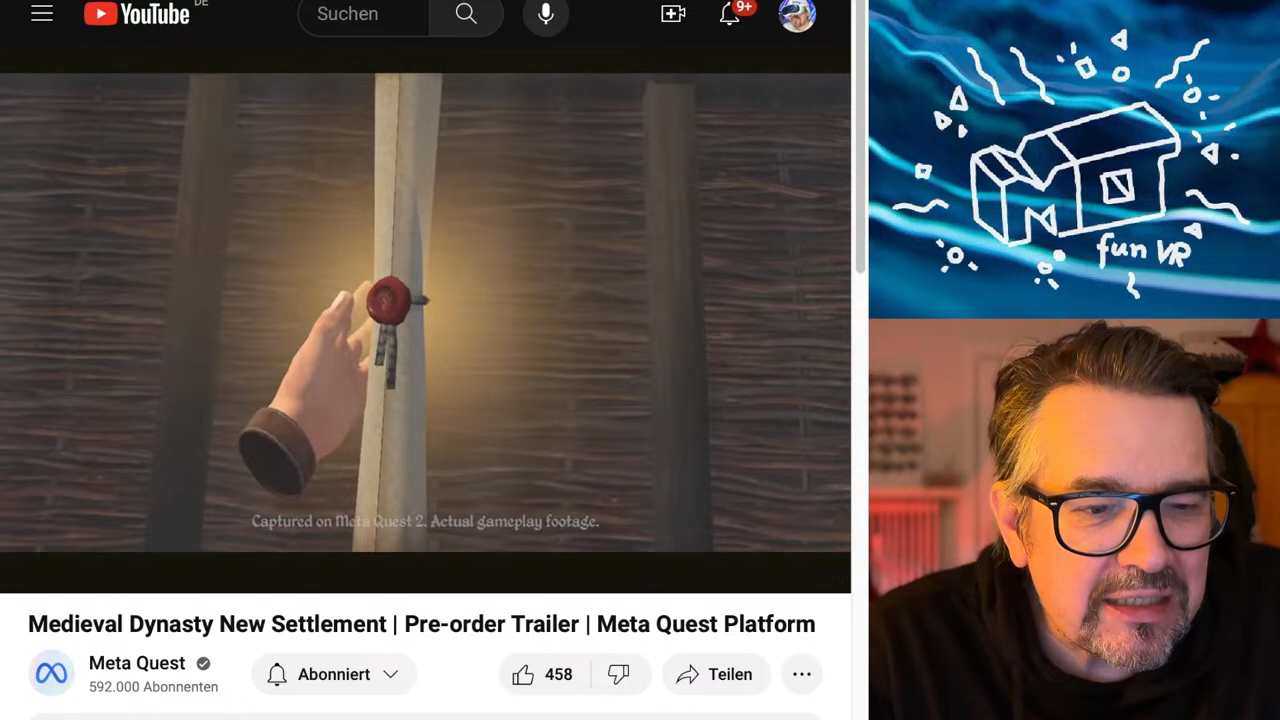 DE
YouTube
Suchen
9+
fun VR
Captured on Meta Quest 2. Actual gameplay footage.
Medieval Dynasty New Settlement | Pre-order Trailer | Meta Quest Platform
Meta Quest
592.000 Abonnenten
Abonniert
458
Teilen